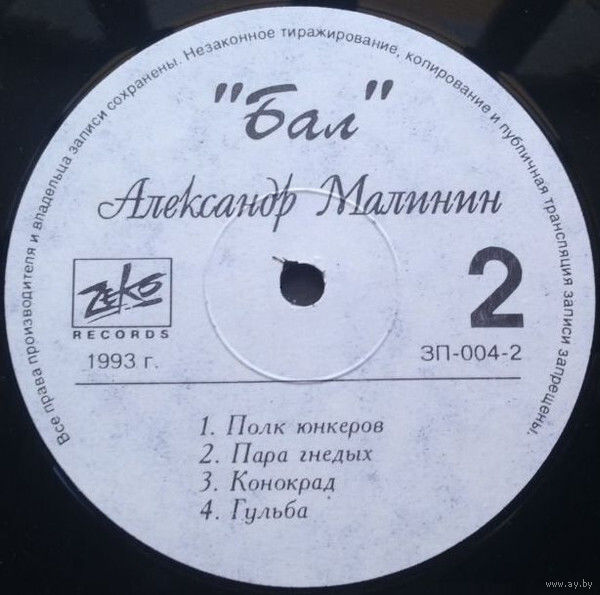 Все права производителя и владельца записи сохранены. Незаконное тиражирование, копирование и публичная трансляция записи запрещены.
"Бал"
Александр Малинин
2
ZEKO
RECORDS
1993 г.
ЗП-004-2
1. Полк юнкеров
2. Пара гнедых
3. Конокрад
4. Гульба
www.ay.by